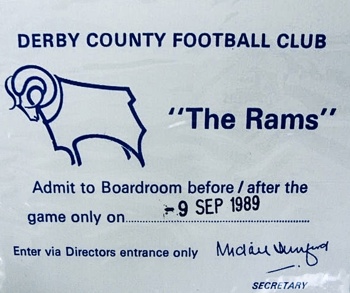 DERBY COUNTY FOOTBALL CLUB
"The Rams"
Admit to Boardroom before / after the
game only on................-9 SEP 1989
Enter via Directors entrance only
SECRETARY